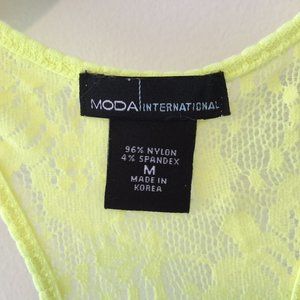 MODA INTERNATIONAL
96% NYLON
4% SPANDEX
M
MADE IN
KOREA